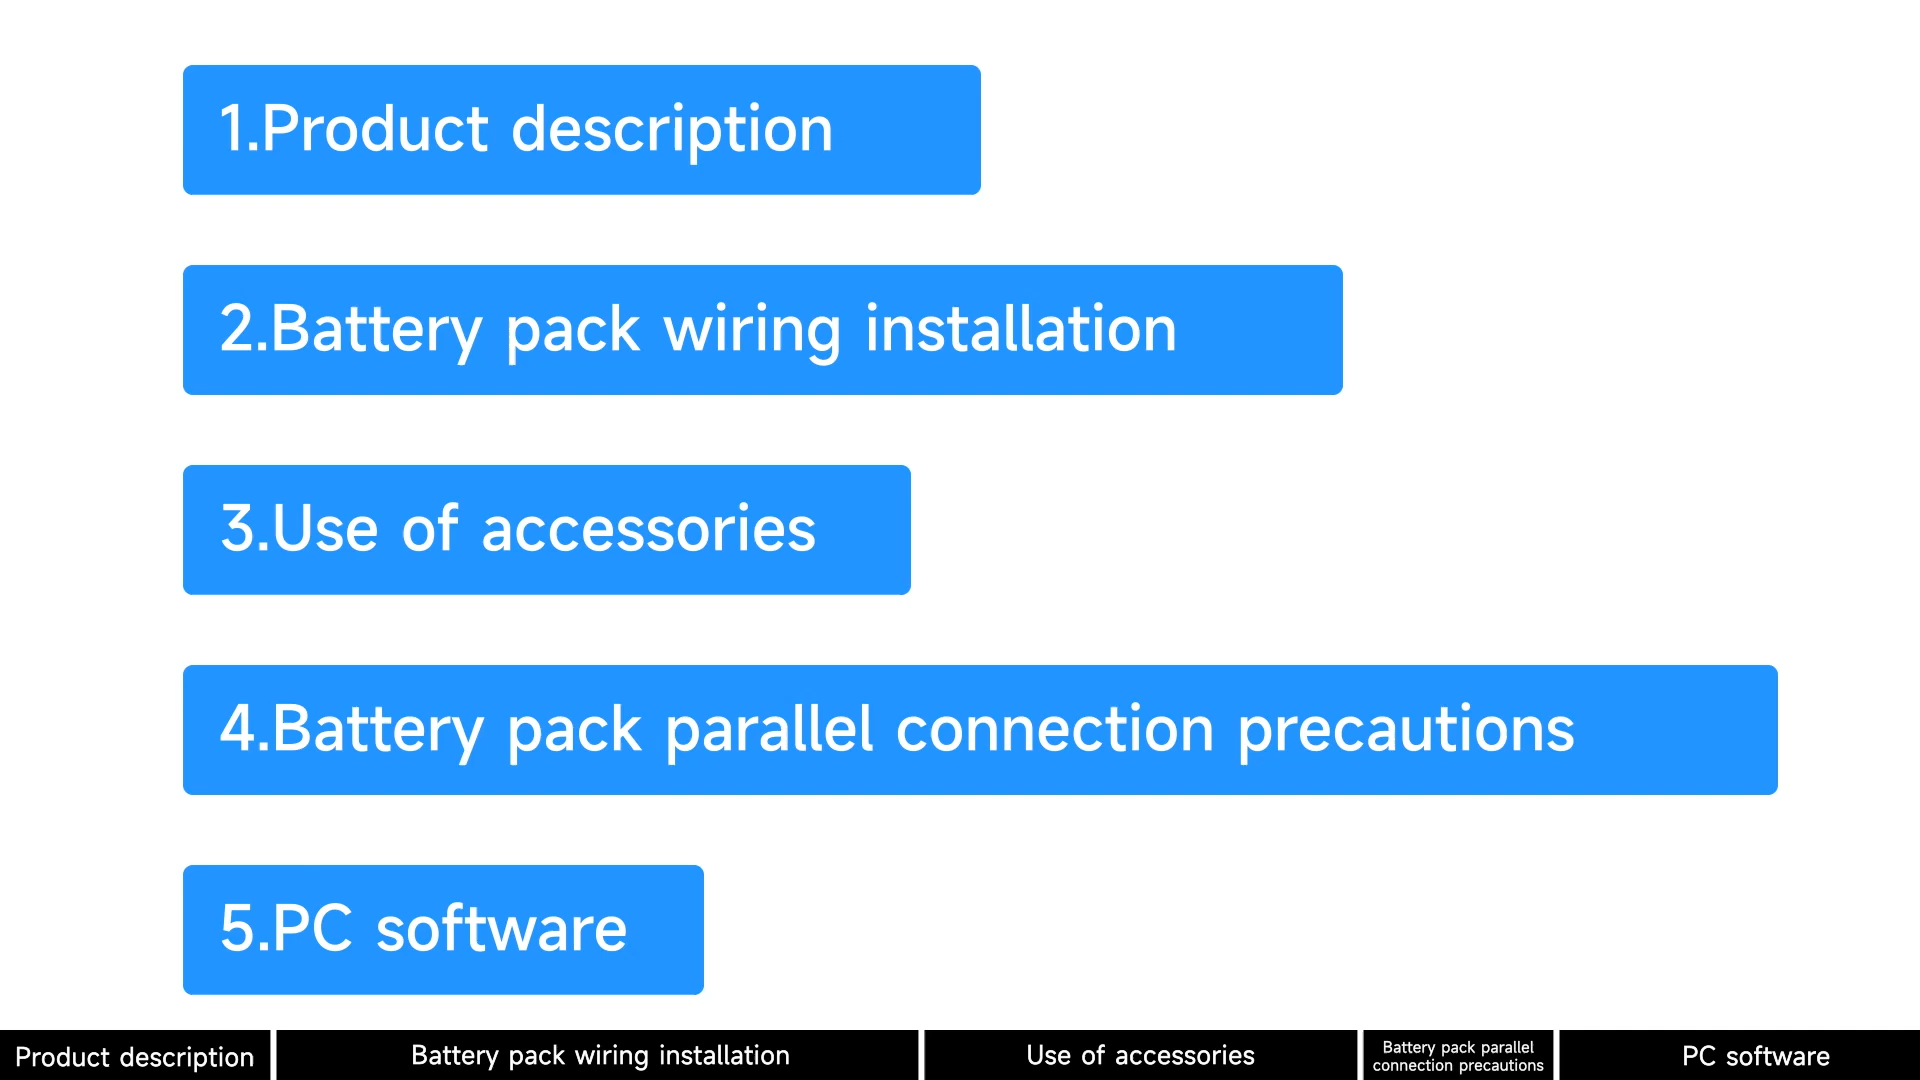 1.Product description
2.Battery pack wiring installation
3.Use of accessories
4.Battery pack parallel connection precautions
5.PC software
Product description
Battery pack wiring installation
Use of accessories
Battery pack parallel
connection precautions
PC software